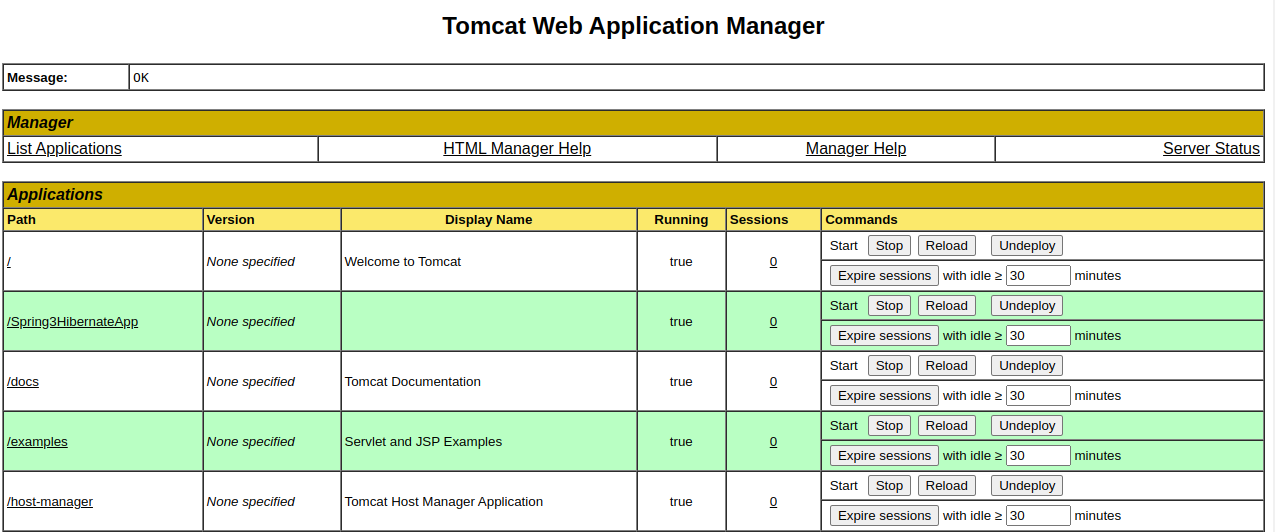 Tomcat Web Application Manager
Message: OK
Manager
List Applications HTML Manager Help Manager Help Server Status
Applications
Path Version Display Name Running Sessions Commands
/ None specified Welcome to Tomcat true 0 Start Stop Reload Undeploy
Expire sessions with idle ≥ 30 minutes
/Spring3HibernateApp None specified true 0 Start Stop Reload Undeploy
Expire sessions with idle ≥ 30 minutes
/docs None specified Tomcat Documentation true 0 Start Stop Reload Undeploy
Expire sessions with idle ≥ 30 minutes
/examples None specified Servlet and JSP Examples true 0 Start Stop Reload Undeploy
Expire sessions with idle ≥ 30 minutes
/host-manager None specified Tomcat Host Manager Application true 0 Start Stop Reload Undeploy
Expire sessions with idle ≥ 30 minutes